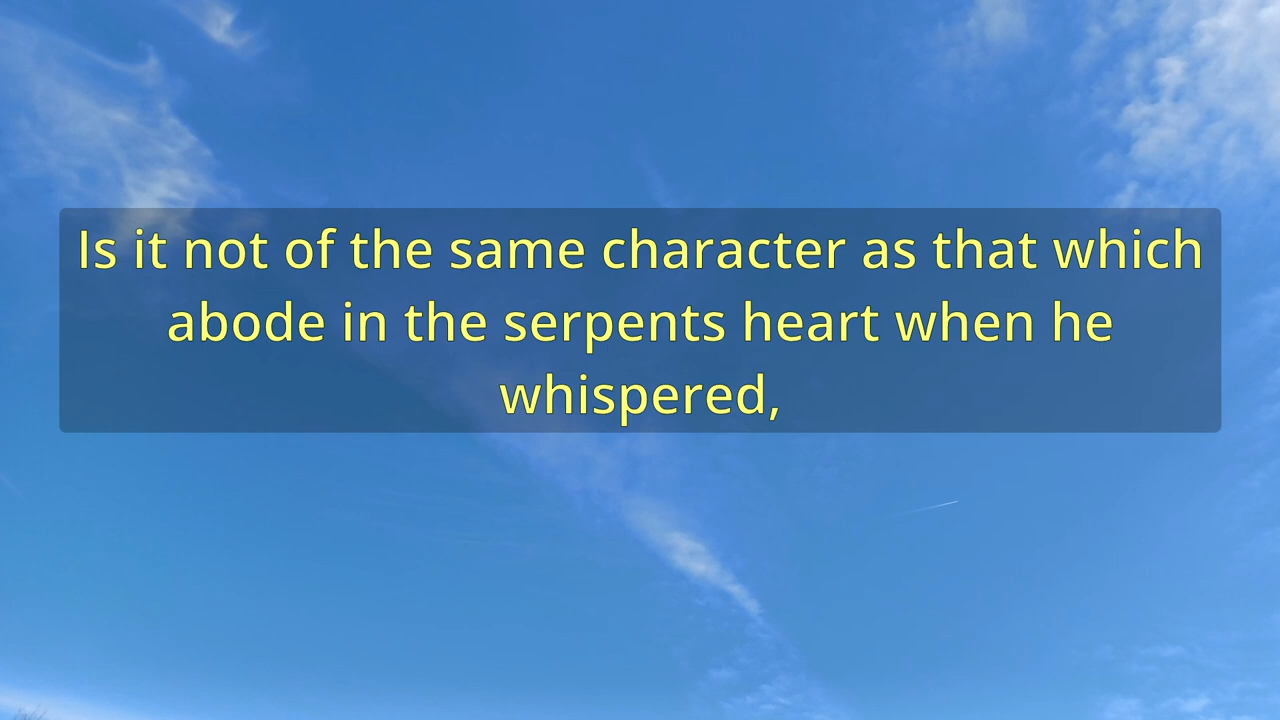 Is it not of the same character as that which
abode in the serpents heart when he
whispered,